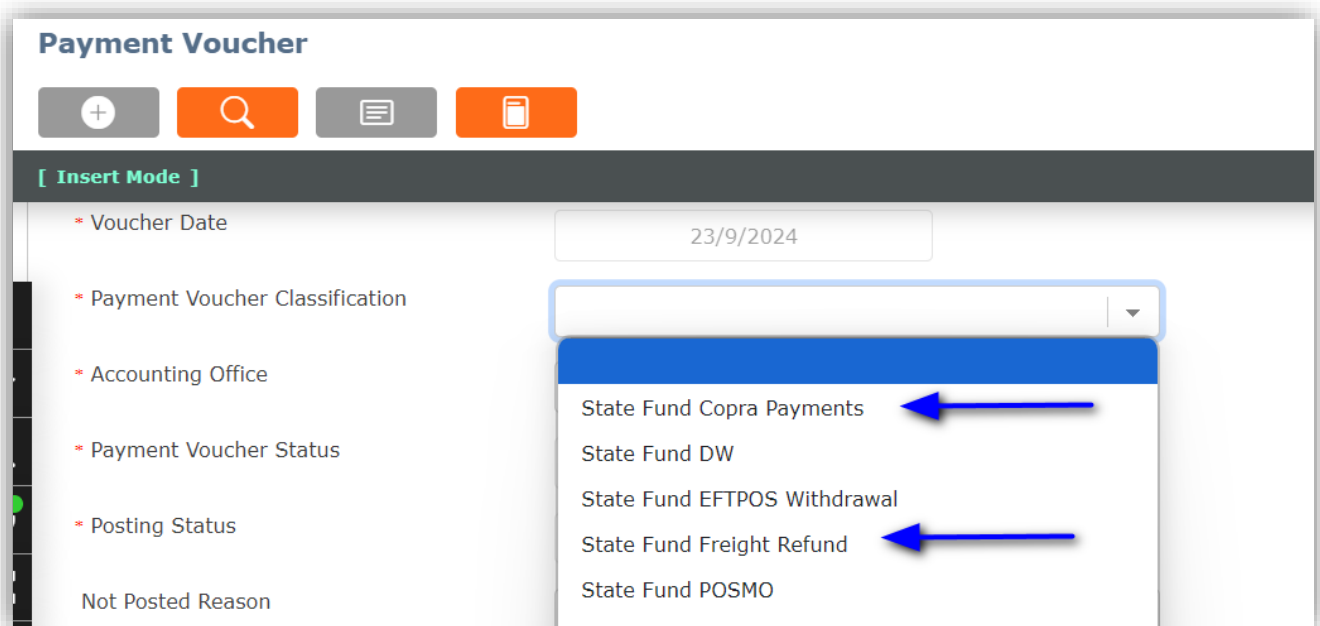 Payment Voucher
[ Insert Mode ]
* Voucher Date
23/9/2024
* Payment Voucher Classification
* Accounting Office
State Fund Copra Payments
* Payment Voucher Status
State Fund DW
State Fund EFTPOS Withdrawal
* Posting Status
State Fund Freight Refund
State Fund POSMO
Not Posted Reason